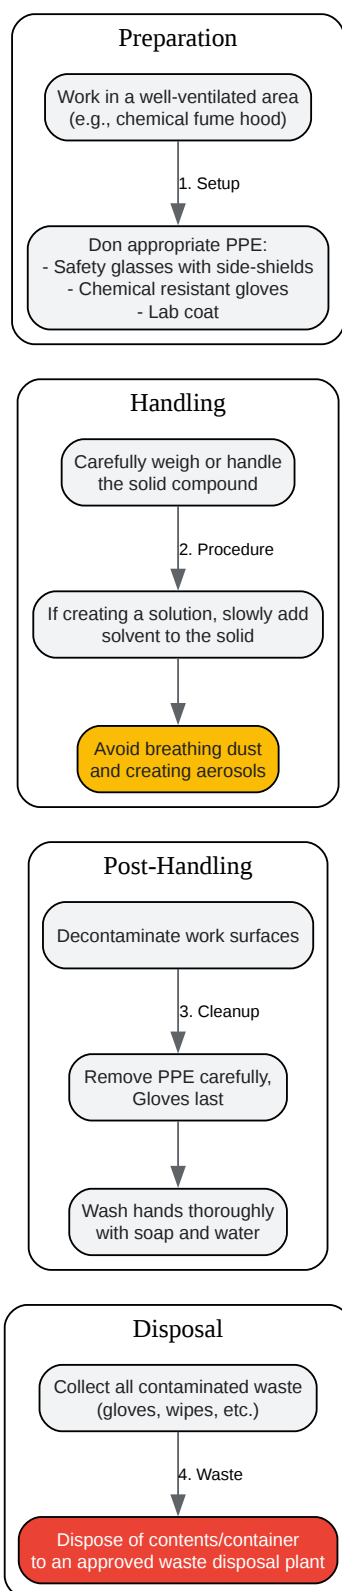 Preparation
Work in a well-ventilated area
(e.g., chemical fume hood)
1. Setup
Don appropriate PPE:
- Safety glasses with side-shields
- Chemical resistant gloves
- Lab coat
Handling
Carefully weigh or handle
the solid compound
2. Procedure
If creating a solution, slowly add
solvent to the solid
Avoid breathing dust
and creating aerosols
Post-Handling
Decontaminate work surfaces
3. Cleanup
Remove PPE carefully,
Gloves last
Wash hands thoroughly
with soap and water
Disposal
Collect all contaminated waste
(gloves, wipes, etc.)
4. Waste
Dispose of contents/container
to an approved waste disposal plant